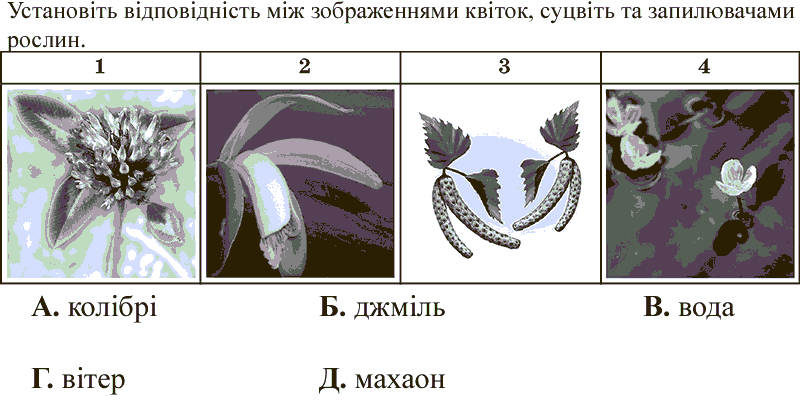 Установіть відповідність між зображеннями квіток, суцвіть та запилювачами
рослин.
1 2 3 4
А. колібрі Б. джміль В. вода
Г. вітер Д. махаон